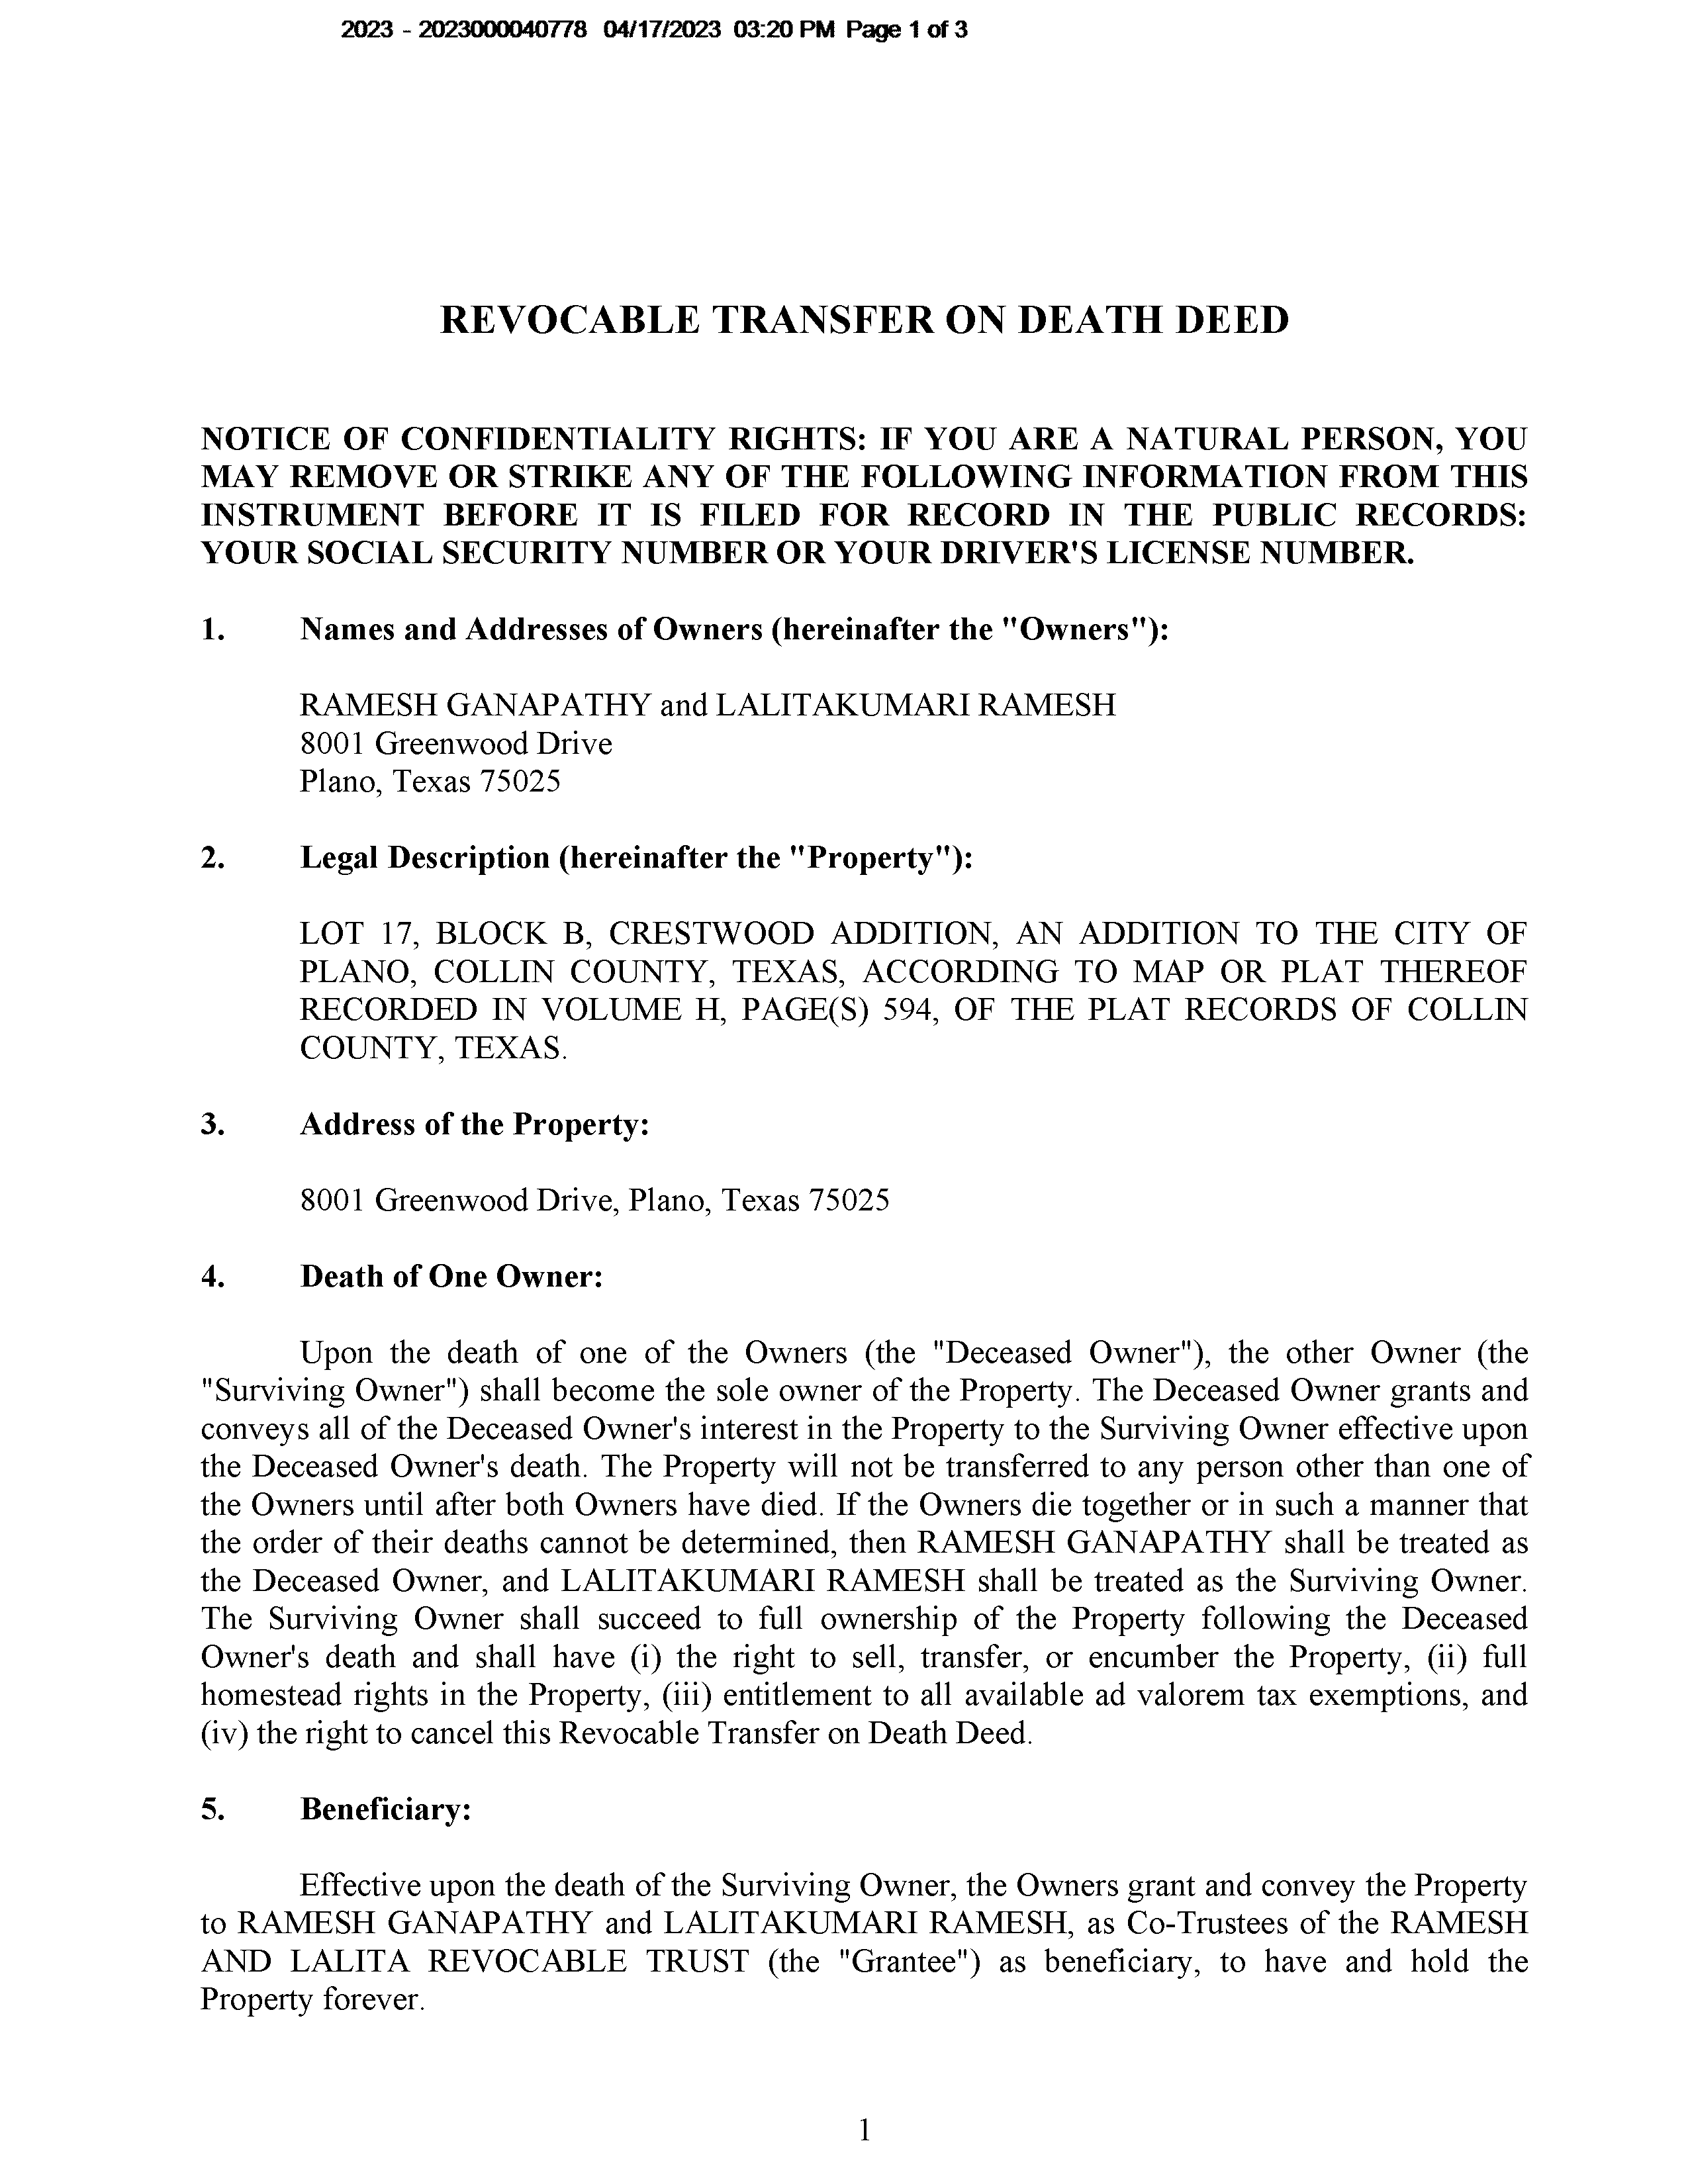 2023 - 2023000040778 04/17/2023 03:20 PM Page 1 of 3
REVOCABLE TRANSFER ON DEATH DEED
NOTICE OF CONFIDENTIALITY RIGHTS: IF YOU ARE A NATURAL PERSON, YOU
MAY REMOVE OR STRIKE ANY OF THE FOLLOWING INFORMATION FROM THIS
INSTRUMENT BEFORE IT IS FILED FOR RECORD IN THE PUBLIC RECORDS:
YOUR SOCIAL SECURITY NUMBER OR YOUR DRIVER'S LICENSE NUMBER.
1. Names and Addresses of Owners (hereinafter the "Owners"):
RAMESH GANAPATHY and LALITAKUMARI RAMESH
8001 Greenwood Drive
Plano, Texas 75025
2. Legal Description (hereinafter the "Property"):
LOT 17, BLOCK B, CRESTWOOD ADDITION, AN ADDITION TO THE CITY OF
PLANO, COLLIN COUNTY, TEXAS, ACCORDING TO MAP OR PLAT THEREOF
RECORDED IN VOLUME H, PAGE(S) 594, OF THE PLAT RECORDS OF COLLIN
COUNTY, TEXAS.
3. Address of the Property:
8001 Greenwood Drive, Plano, Texas 75025
4. Death of One Owner:
Upon the death of one of the Owners (the "Deceased Owner"), the other Owner (the
"Surviving Owner") shall become the sole owner of the Property. The Deceased Owner grants and
conveys all of the Deceased Owner's interest in the Property to the Surviving Owner effective upon
the Deceased Owner's death. The Property will not be transferred to any person other than one of
the Owners until after both Owners have died. If the Owners die together or in such a manner that
the order of their deaths cannot be determined, then RAMESH GANAPATHY shall be treated as
the Deceased Owner, and LALITAKUMARI RAMESH shall be treated as the Surviving Owner.
The Surviving Owner shall succeed to full ownership of the Property following the Deceased
Owner's death and shall have (i) the right to sell, transfer, or encumber the Property, (ii) full
homestead rights in the Property, (iii) entitlement to all available ad valorem tax exemptions, and
(iv) the right to cancel this Revocable Transfer on Death Deed.
5. Beneficiary:
Effective upon the death of the Surviving Owner, the Owners grant and convey the Property
to RAMESH GANAPATHY and LALITAKUMARI RAMESH, as Co-Trustees of the RAMESH
AND LALITA REVOCABLE TRUST (the "Grantee") as beneficiary, to have and hold the
Property forever.
1